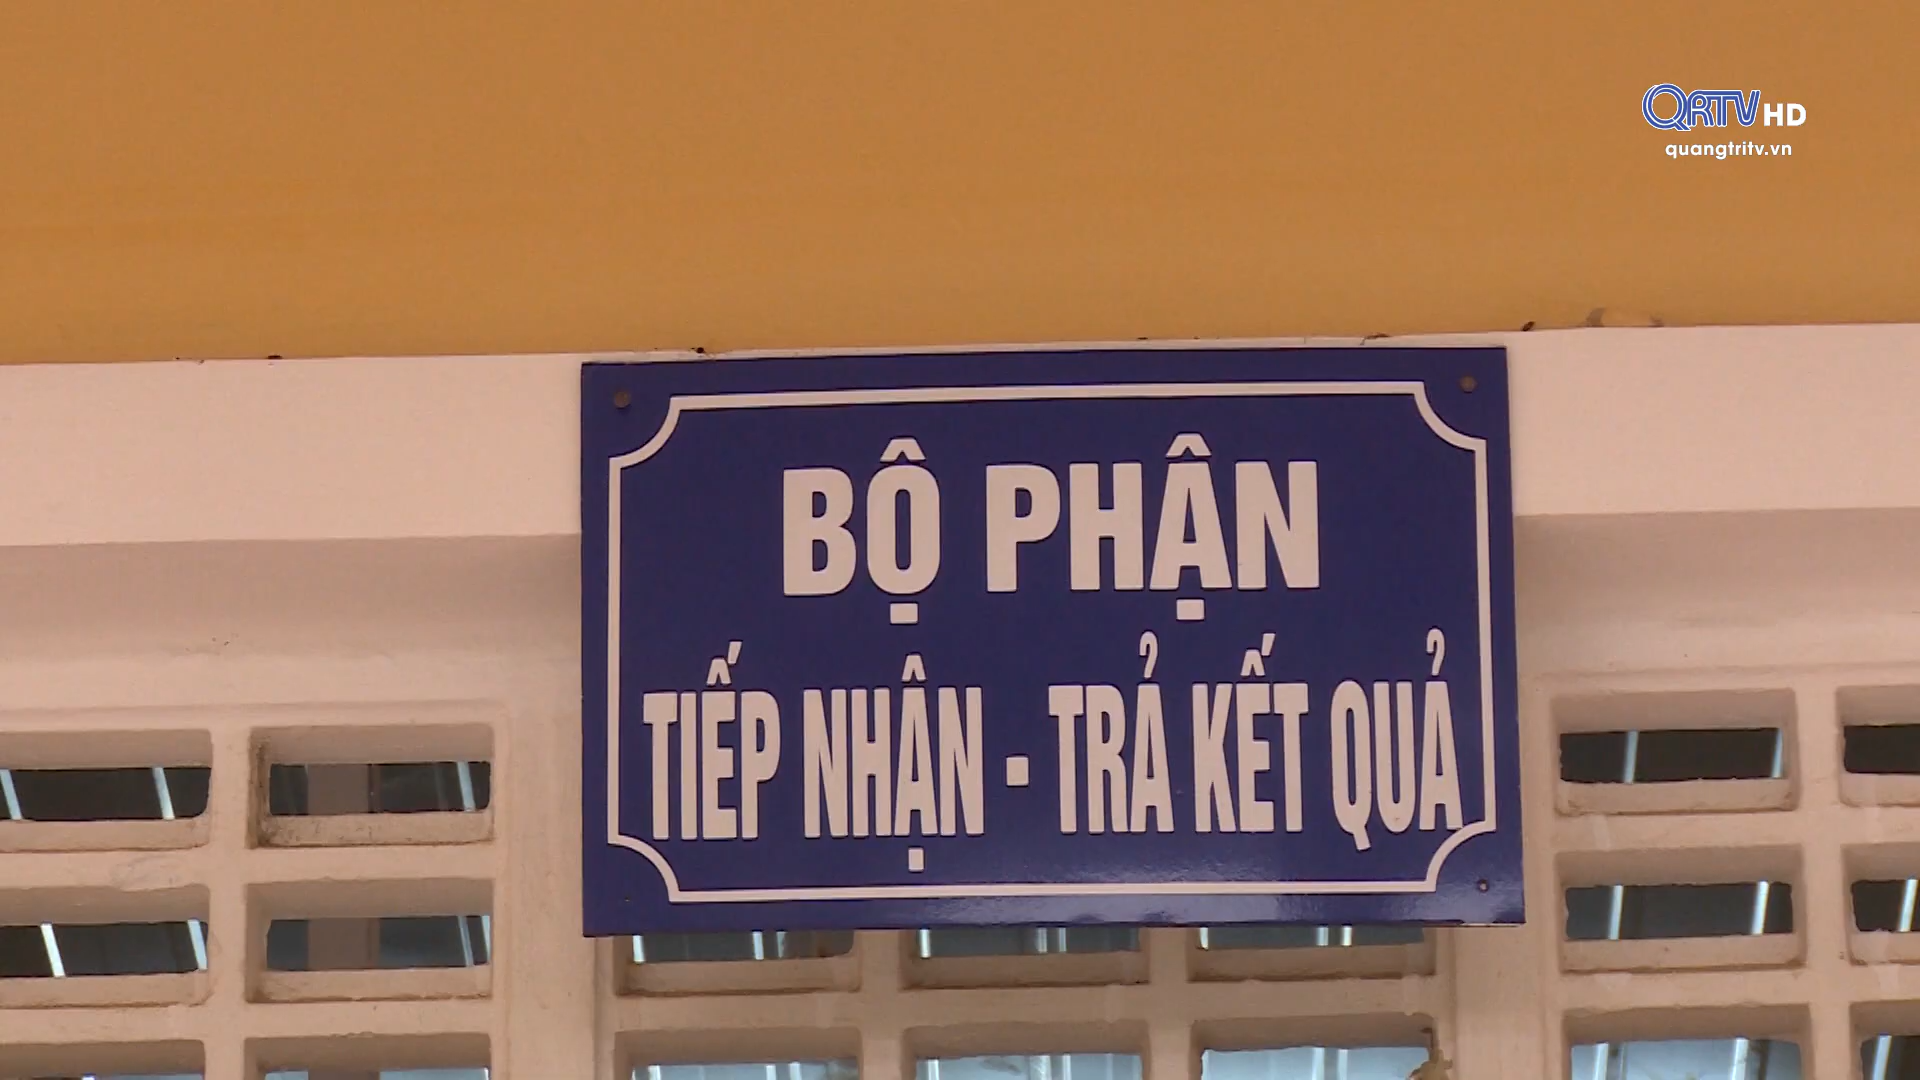 QRTV HD
quangtritv.vn
BỘ PHẬN
TIẾP NHẬN - TRẢ KẾT QUẢ